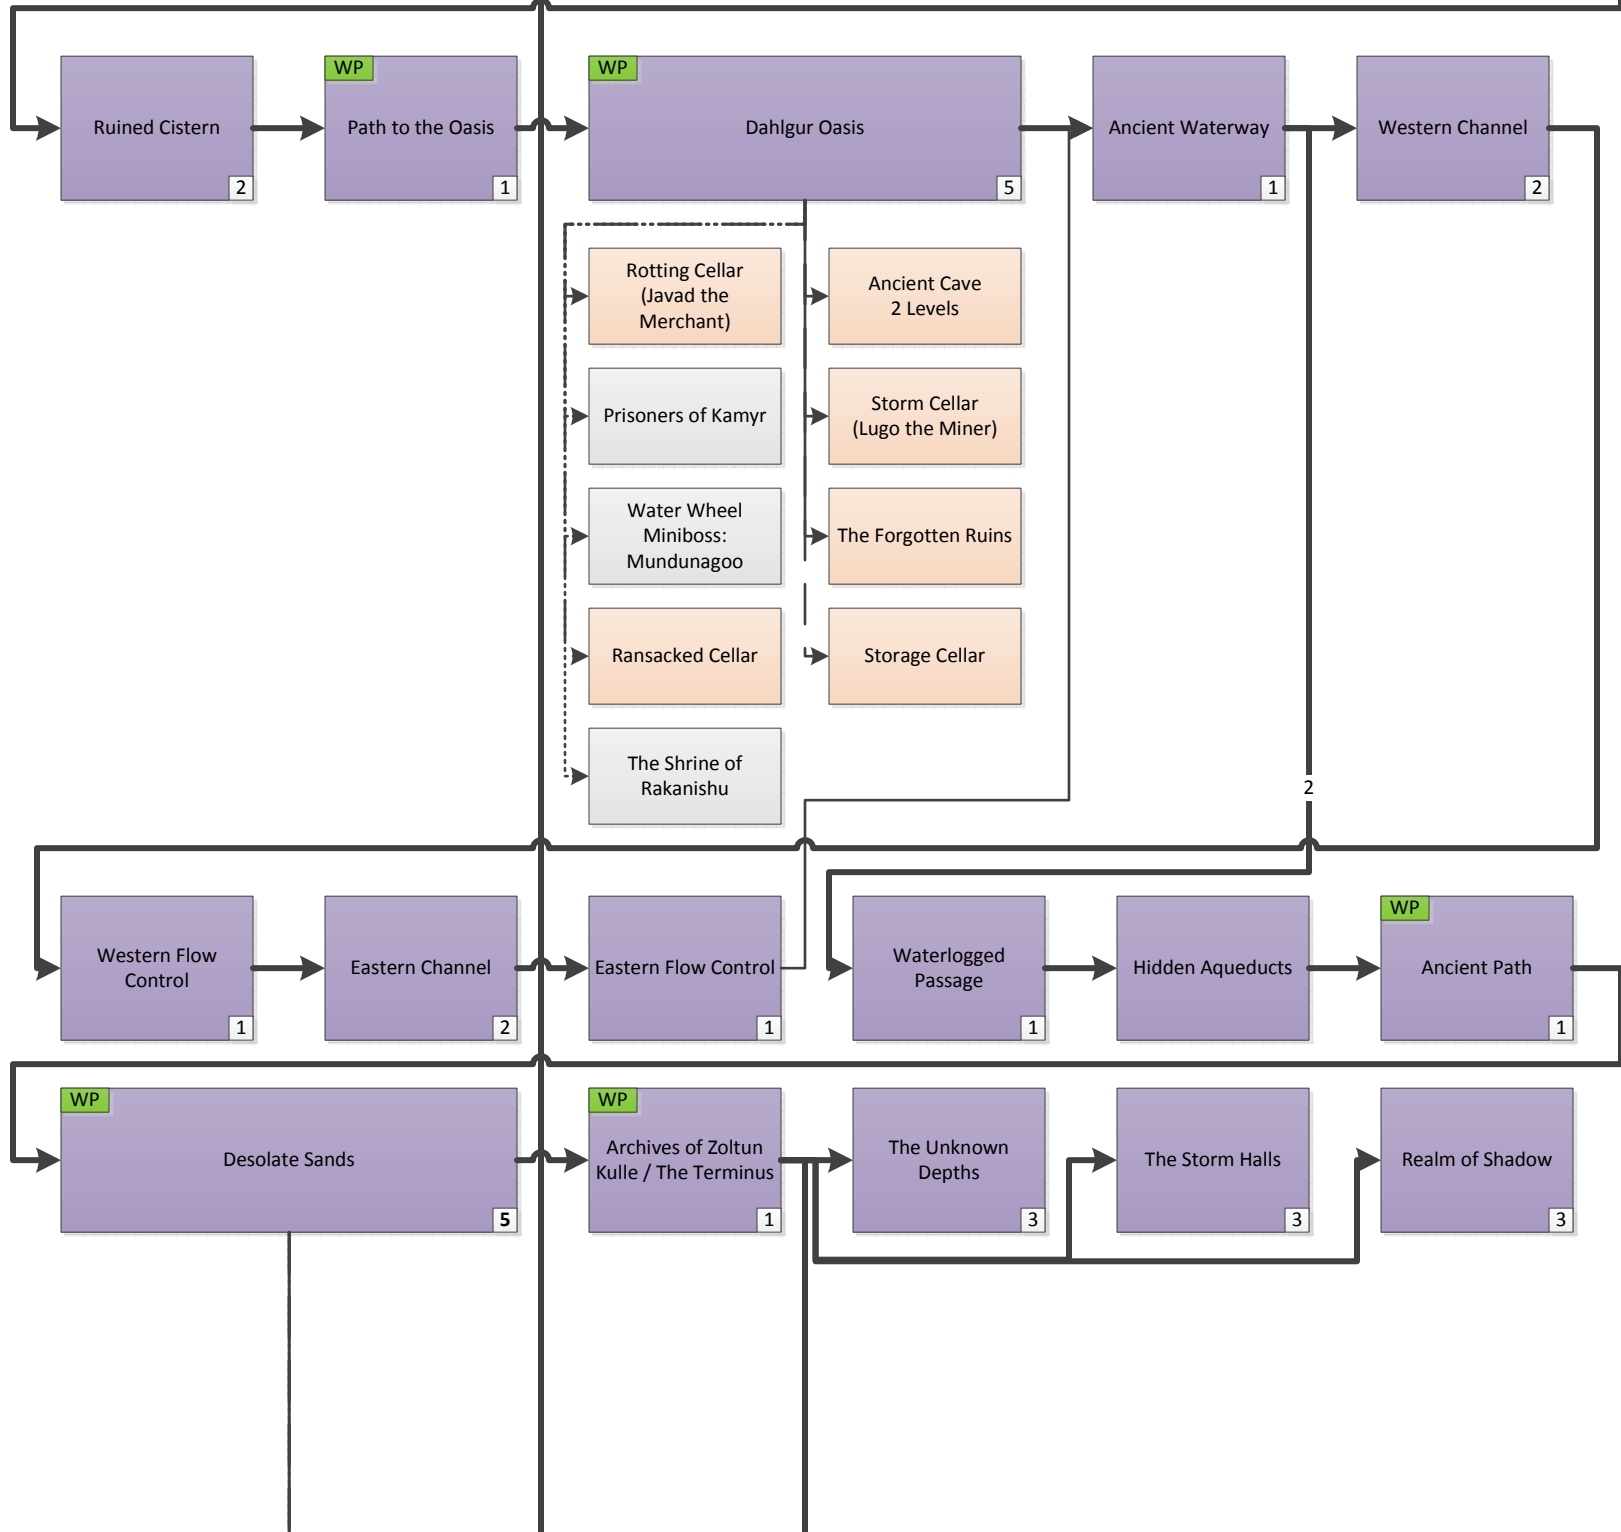 WP
WP
Ruined Cistern
Path to the Oasis
Dahlgur Oasis
Ancient Waterway
Western Channel
2
1
5
1
2
Rotting Cellar
(Javad the
Merchant)
Ancient Cave
2 Levels
Prisoners of Kamyr
Storm Cellar
(Lugo the Miner)
Water Wheel
Miniboss:
Mundunagoo
The Forgotten Ruins
Ransacked Cellar
Storage Cellar
The Shrine of
Rakanishu
2
WP
Western Flow
Control
Eastern Channel
Eastern Flow Control
Waterlogged
Passage
Hidden Aqueducts
Ancient Path
1
2
1
1
1
WP
WP
Desolate Sands
Archives of Zoltun
Kulle / The Terminus
The Unknown
Depths
The Storm Halls
Realm of Shadow
5
1
3
3
3